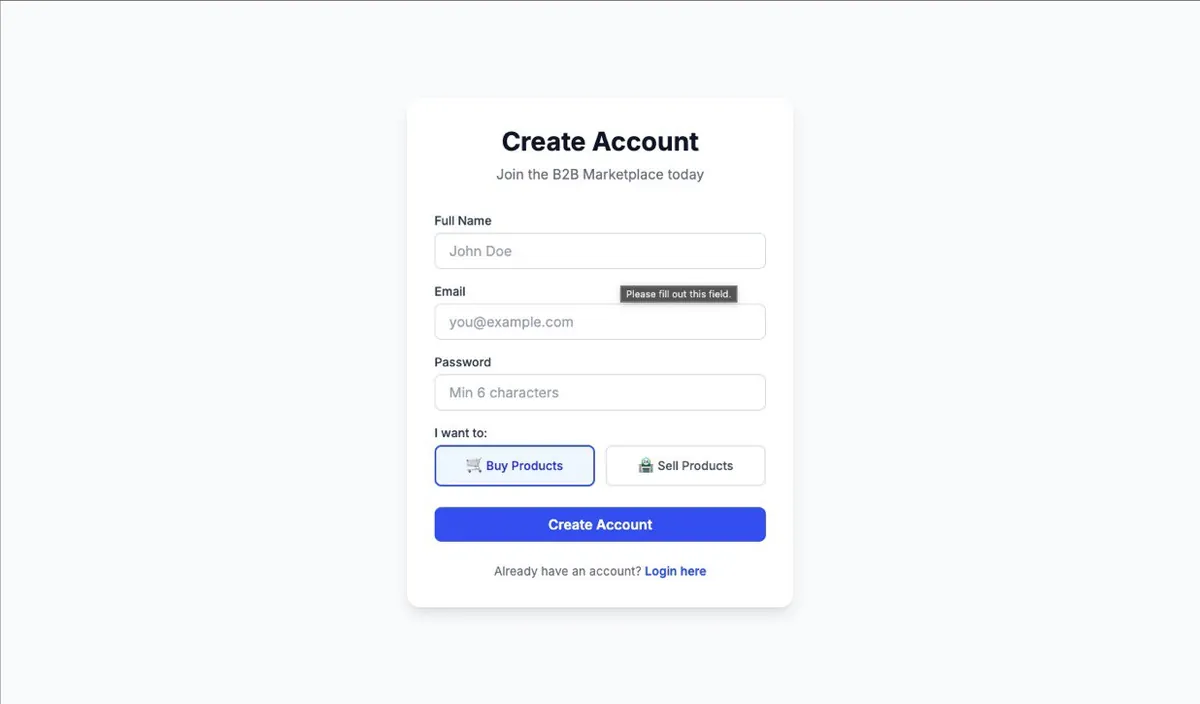 Create Account
Join the B2B Marketplace today
Full Name
John Doe
Email
Please fill out this field.
you@example.com
Password
Min 6 characters
I want to:
🛒 Buy Products
Sell Products
Create Account
Already have an account? Login here